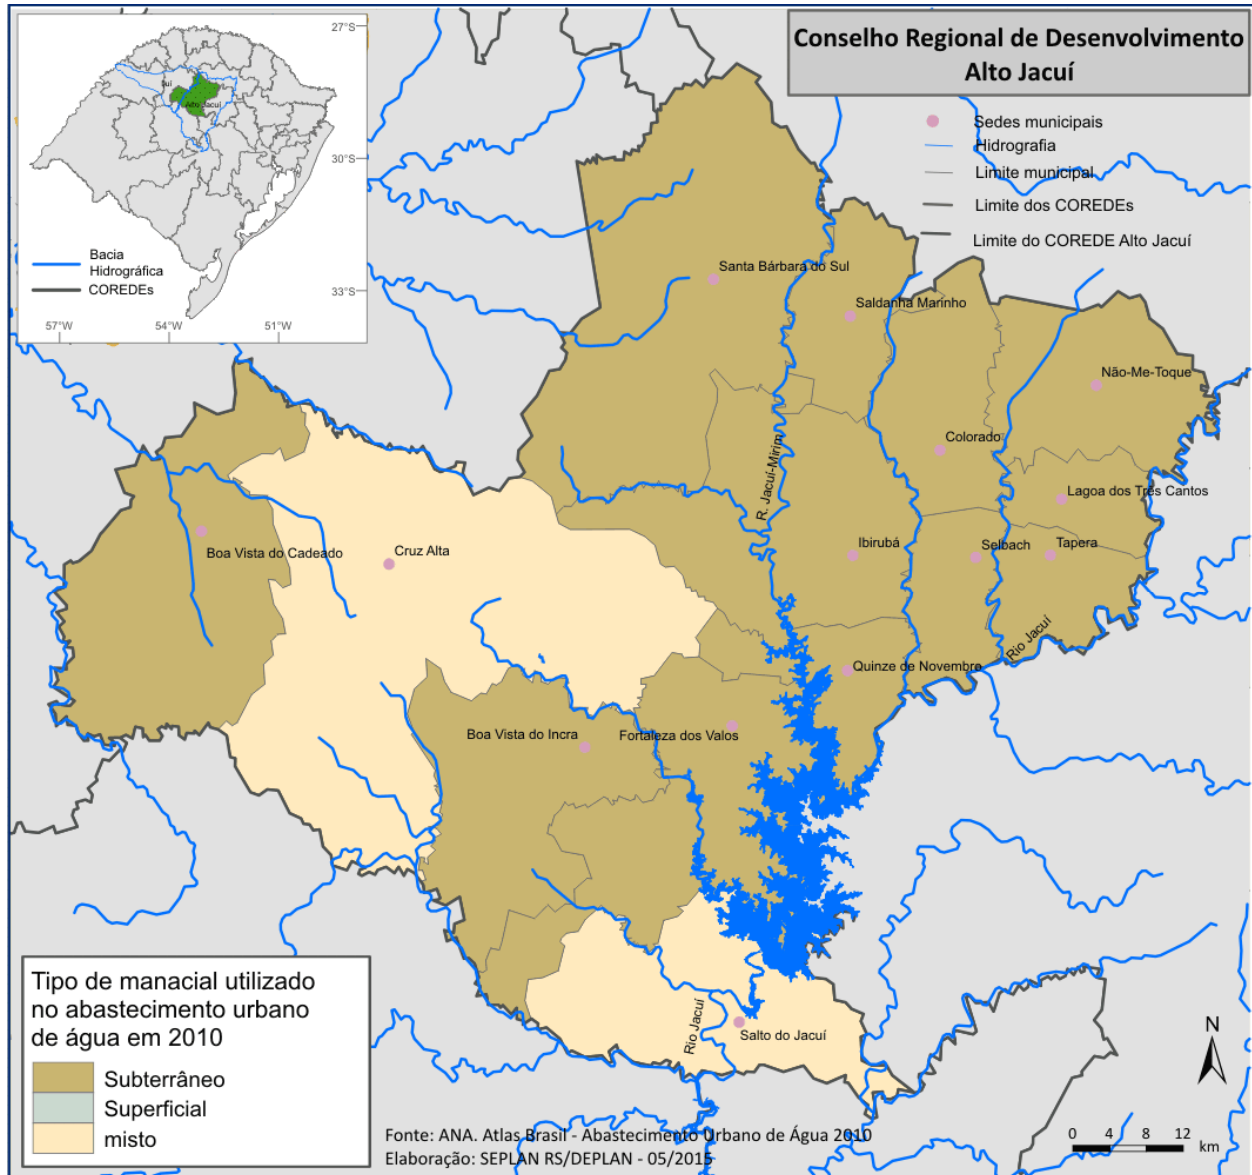 Conselho Regional de Desenvolvimento
Alto Jacuí
Sedes municipais
Hidrografia
Limite municipal
Limite dos COREDEs
Limite do COREDE Alto Jacuí
27°S
30°S
33°S
57°W
54°W
51°W
Alto Jacuí
Bacia
Hidrográfica
COREDEs
Santa Bárbara do Sul
Saldanha Marinho
Não-Me-Toque
Colorado
R. Jacuí-Mirim
Lagoa dos Três Cantos
Boa Vista do Cadeado
Cruz Alta
Ibirubá
Selbach
Tapera
Rio Jacuí
Quinze de Novembro
Boa Vista do Incra
Fortaleza dos Valos
Rio Jacuí
Salto do Jacuí
Tipo de manacial utilizado
no abastecimento urbano
de água em 2010
Subterrâneo
Superficial
misto
N
0 4 8 12 km
Fonte: ANA. Atlas Brasil - Abastecimento Urbano de Água 2010
Elaboração: SEPLAN RS/DEPLAN - 05/2015